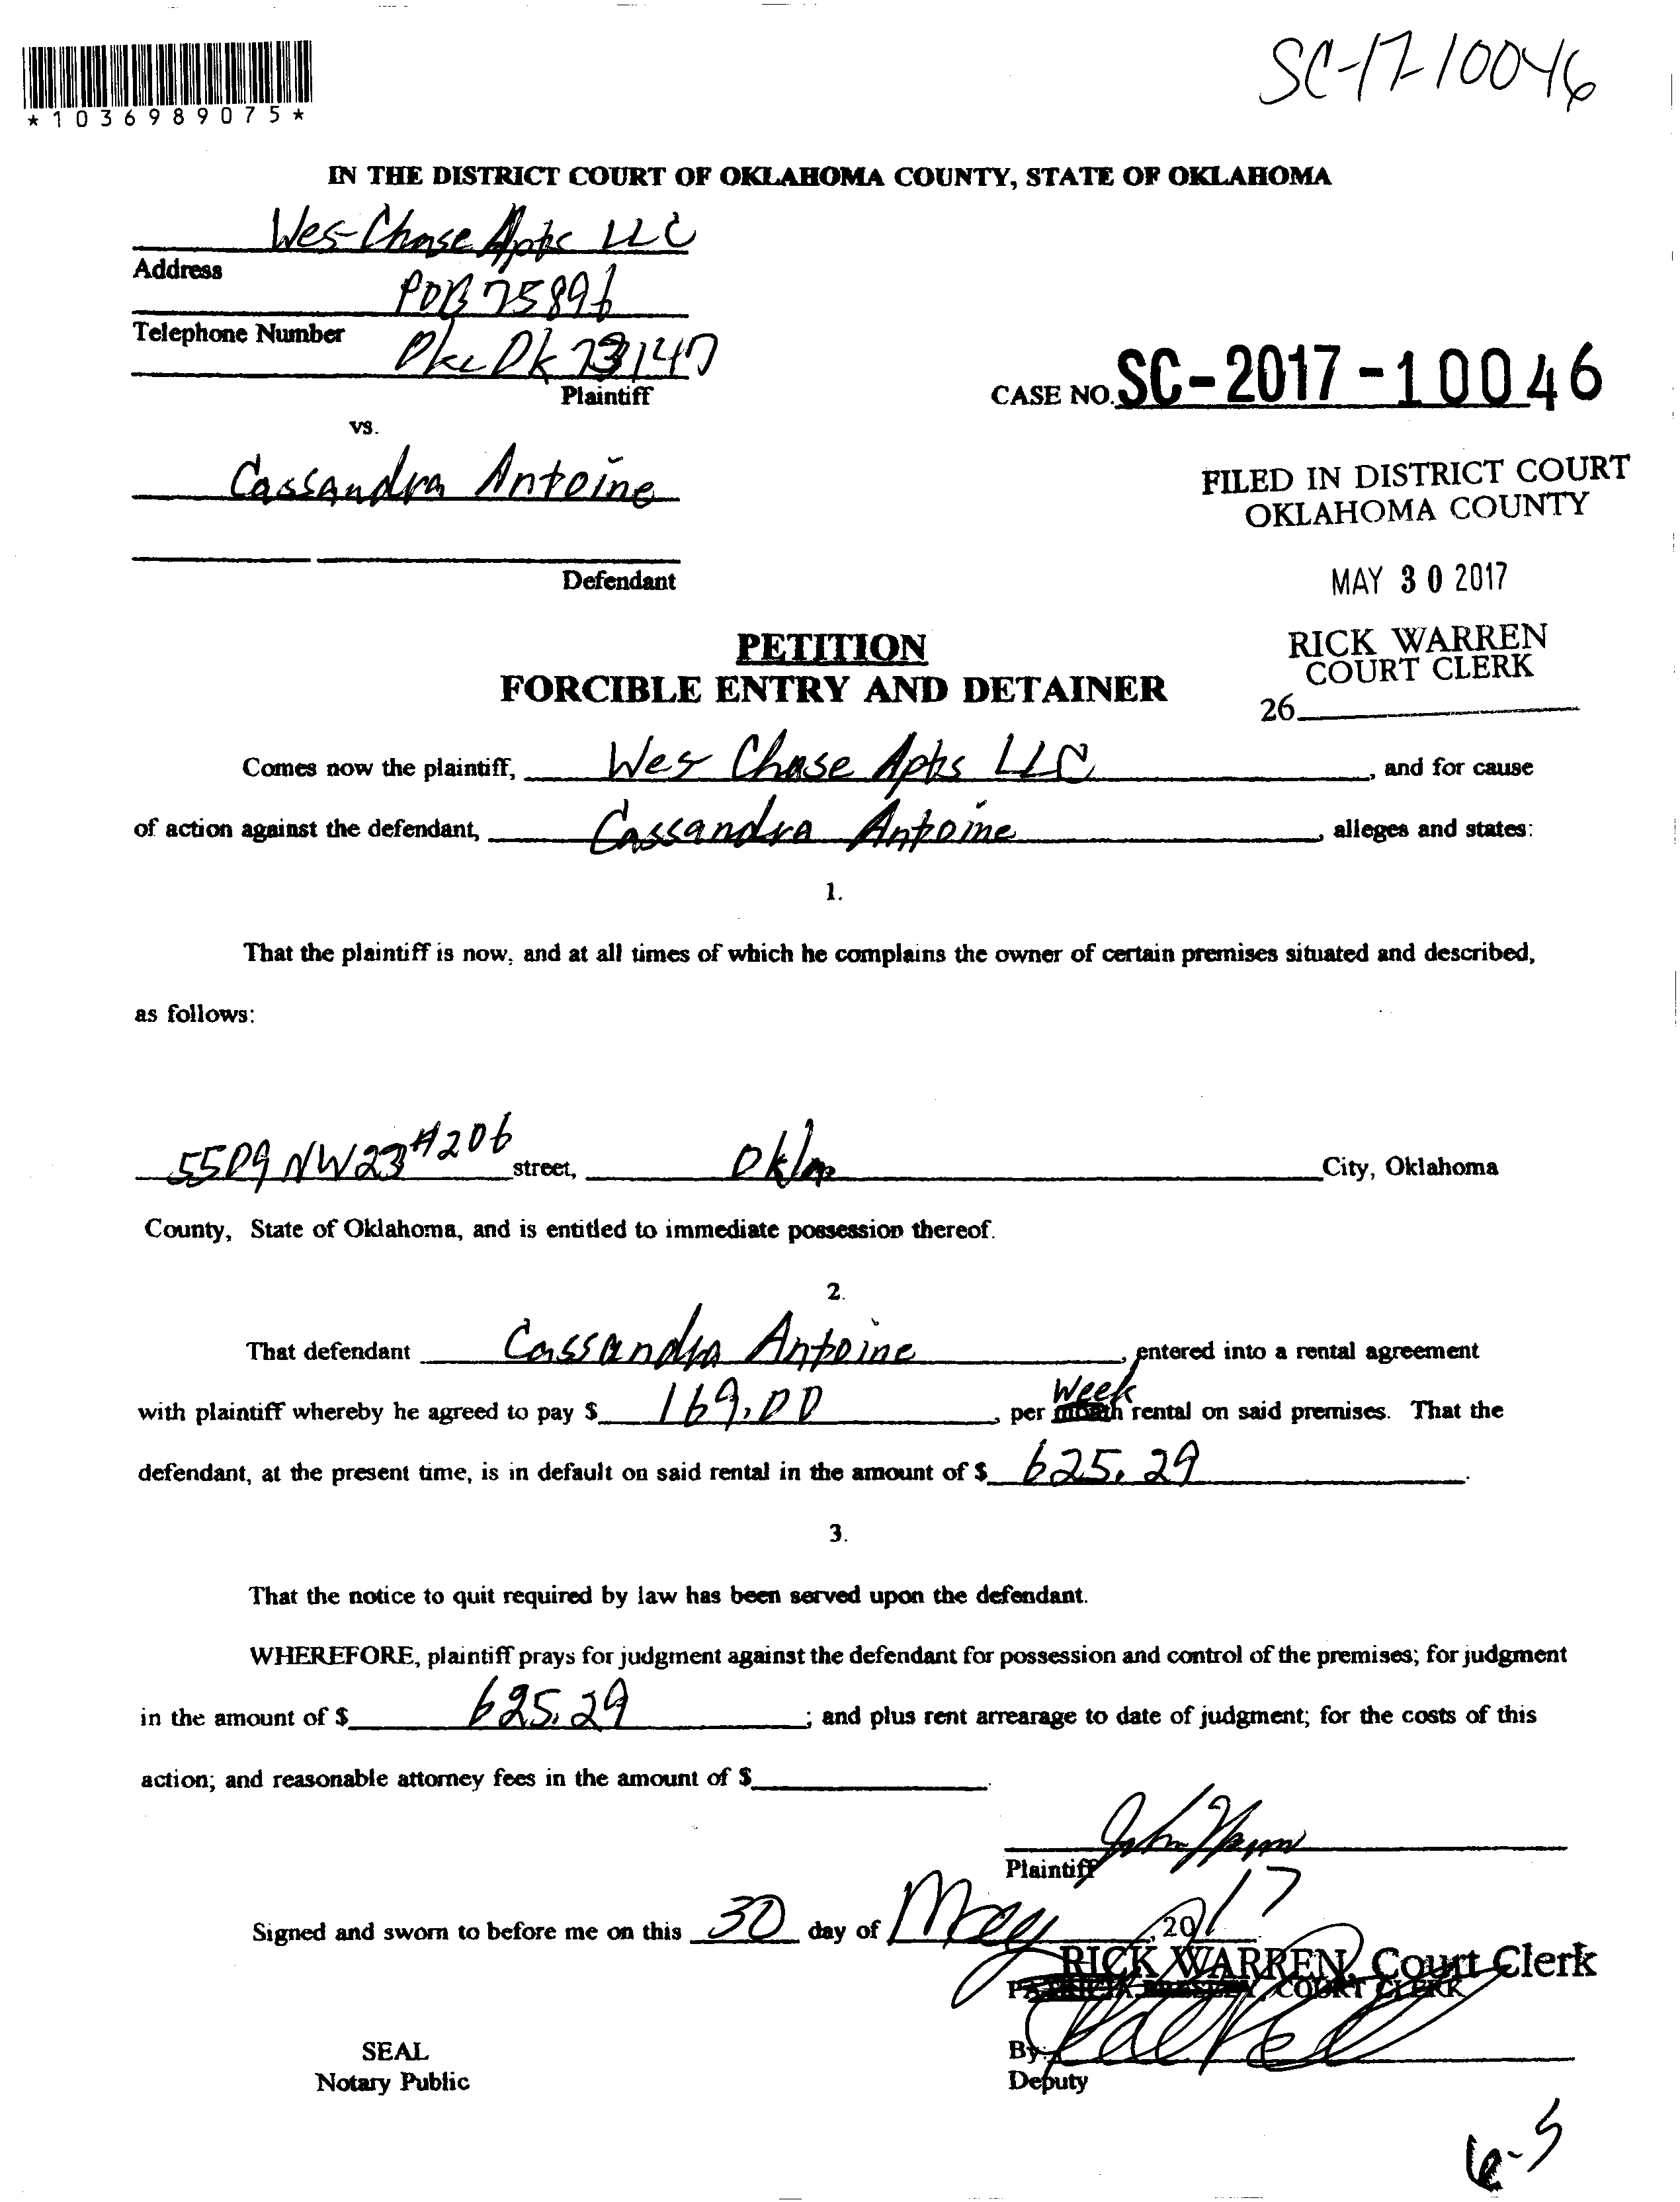 SC-17-10046
*1036989075*
IN THE DISTRICT COURT OF OKLAHOMA COUNTY, STATE OF OKLAHOMA
Wes-Chase Apts LLC
Address
POB 75896
Telephone Number
Okc Ok 73147
Plaintiff
CASE NO. SC-2017-10046
vs.
Cassandra Antoine
FILED IN DISTRICT COURT
OKLAHOMA COUNTY
Defendant
MAY 30 2017
PETITION
RICK WARREN
COURT CLERK
FORCIBLE ENTRY AND DETAINER
26
Comes now the plaintiff, Wes Chase Apts LLC, and for cause
of action against the defendant, Cassandra Antoine, alleges and states:
1.
That the plaintiff is now, and at all times of which he complains the owner of certain premises situated and described,
as follows:
5509 NW 23 #206 street, Okla City, Oklahoma
County, State of Oklahoma, and is entitled to immediate possession thereof.
2.
That defendant Cassandra Antoine, entered into a rental agreement
with plaintiff whereby he agreed to pay $ 169.00, per Week month rental on said premises. That the
defendant, at the present time, is in default on said rental in the amount of $ 625.29.
3.
That the notice to quit required by law has been served upon the defendant.
WHEREFORE, plaintiff prays for judgment against the defendant for possession and control of the premises; for judgment
in the amount of $ 625.29; and plus rent arrearage to date of judgment; for the costs of this
action; and reasonable attorney fees in the amount of $ .
Plaintiff
Signed and sworn to before me on this 30 day of May, 2017
RICK WARREN, Court Clerk
COURT CLERK
SEAL
By:
Notary Public
Deputy
6-5